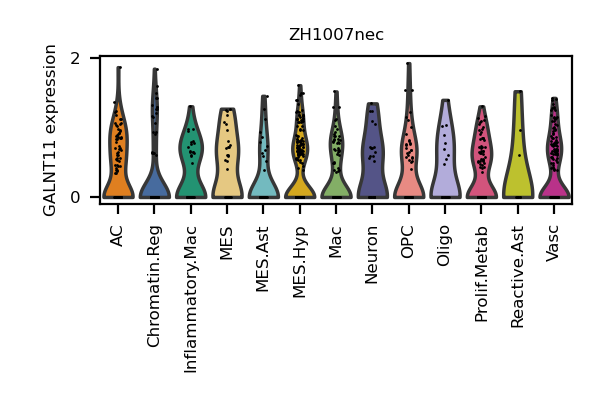 ZH1007nec
GALNT11 expression
2
0
AC
Chromatin.Reg
Inflammatory.Mac
MES
MES.Ast
MES.Hyp
Mac
Neuron
OPC
Oligo
Prolif.Metab
Reactive.Ast
Vasc